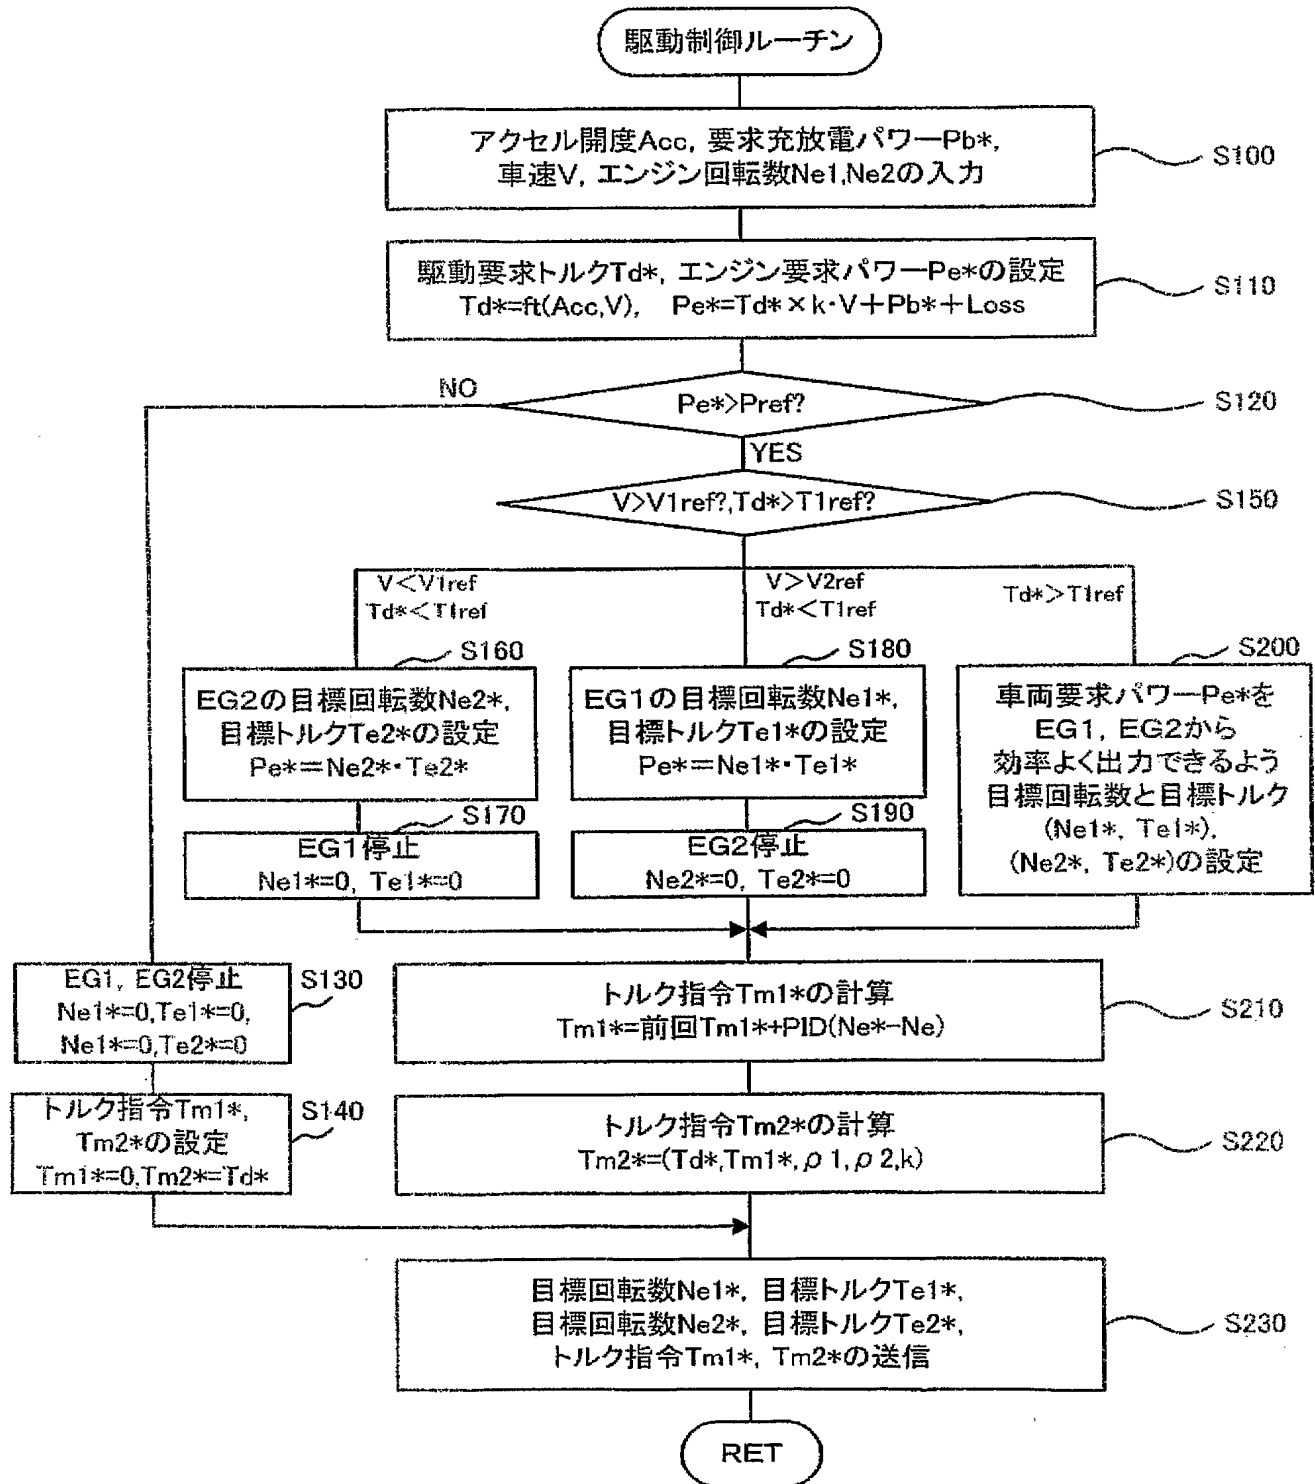 駆動制御ルーチン
アクセル開度Acc, 要求充放電パワーPb*,
車速V, エンジン回転数Ne1,Ne2の入力
S100
駆動要求トルクTd*, エンジン要求パワーPe*の設定
Td*=ft(Acc,V), Pe*=Td*×k・V+Pb*+Loss
S110
NO
Pe*>Pref?
S120
YES
V>V1ref?,Td*>T1ref?
S150
V<V1ref
Td*<T1ref
V>V2ref
Td*<T1ref
Td*>T1ref
S160
EG2の目標回転数Ne2*,
目標トルクTe2*の設定
Pe*=Ne2*・Te2*
S170
EG1停止
Ne1*=0, Te1*=0
S180
EG1の目標回転数Ne1*,
目標トルクTe1*の設定
Pe*=Ne1*・Te1*
S190
EG2停止
Ne2*=0, Te2*=0
S200
車両要求パワーPe*を
EG1, EG2から
効率よく出力できるよう
目標回転数と目標トルク
(Ne1*, Te1*),
(Ne2*, Te2*)の設定
EG1, EG2停止
Ne1*=0,Te1*=0,
Ne1*=0,Te2*=0
S130
トルク指令Tm1*,
Tm2*の設定
Tm1*=0,Tm2*=Td*
S140
トルク指令Tm1*の計算
Tm1*=前回Tm1*+PID(Ne*-Ne)
S210
トルク指令Tm2*の計算
Tm2*=(Td*,Tm1*,ρ1,ρ2,k)
S220
目標回転数Ne1*, 目標トルクTe1*,
目標回転数Ne2*, 目標トルクTe2*,
トルク指令Tm1*, Tm2*の送信
S230
RET